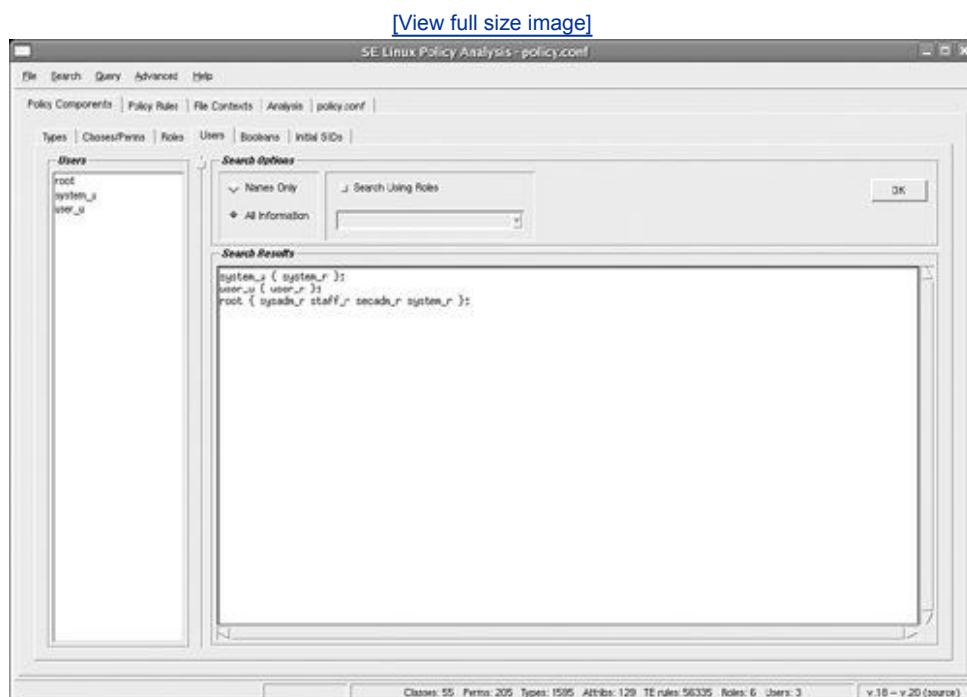 [View full size image]
SE Linux Policy Analysis - policy.conf
File Search Query Advanced Help
Policy Components Policy Rules File Contexts Analysis policy.conf
Types Classes/Perms Roles Users Booleans Initial SIDs
Users
root
system_u
user_u
Search Options
Names Only
Search Using Roles
All Information
OK
Search Results
system_u { system_r };
user_u { user_r };
root { sysadm_r staff_r secadm_r system_r };
Classes: 55 Perms: 205 Types: 1595 Attribs: 129 TE rules: 56335 Roles: 6 Users: 3
v.18 – v.20 (source)